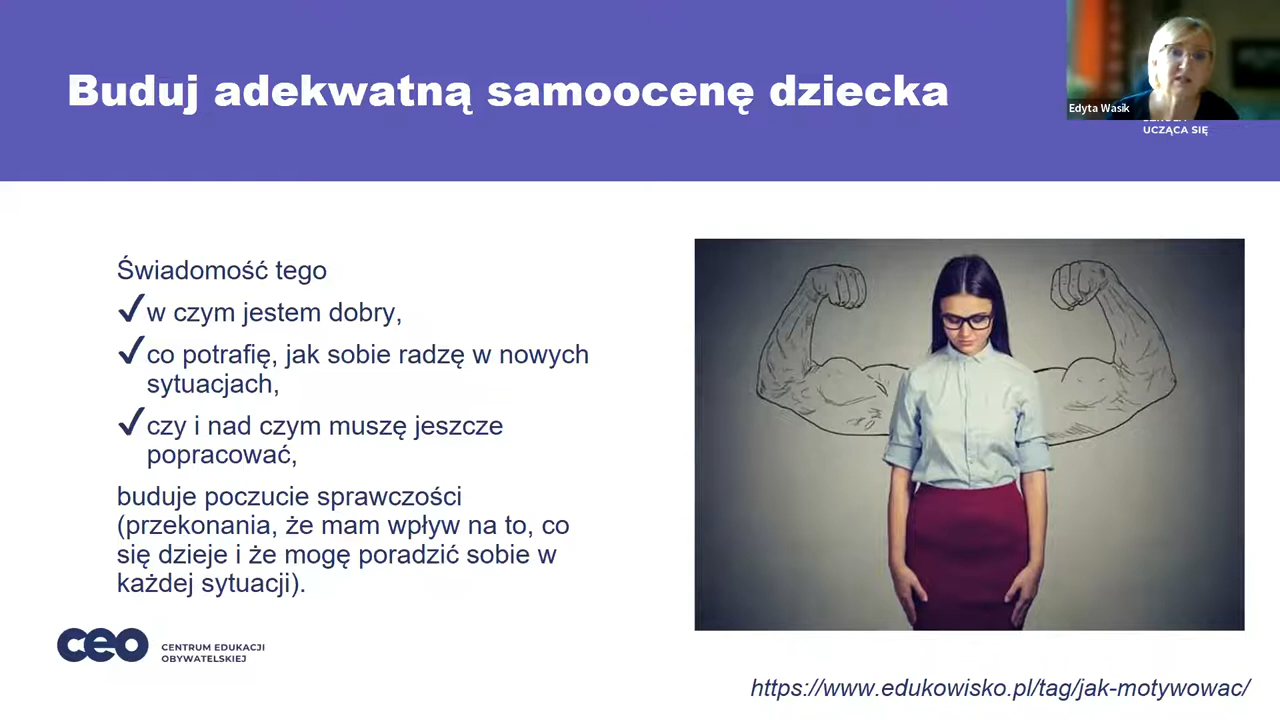 Buduj adekwatną samoocenę dziecka
Edyta Wasik
UCZĄCA SIĘ
Świadomość tego
✓w czym jestem dobry,
✓co potrafię, jak sobie radzę w nowych
sytuacjach,
✓czy i nad czym muszę jeszcze
popracować,
buduje poczucie sprawczości
(przekonania, że mam wpływ na to, co
się dzieje i że mogę poradzić sobie w
każdej sytuacji).
ceo
CENTRUM EDUKACJI
OBYWATELSKIEJ
https://www.edukowisko.pl/tag/jak-motywowac/